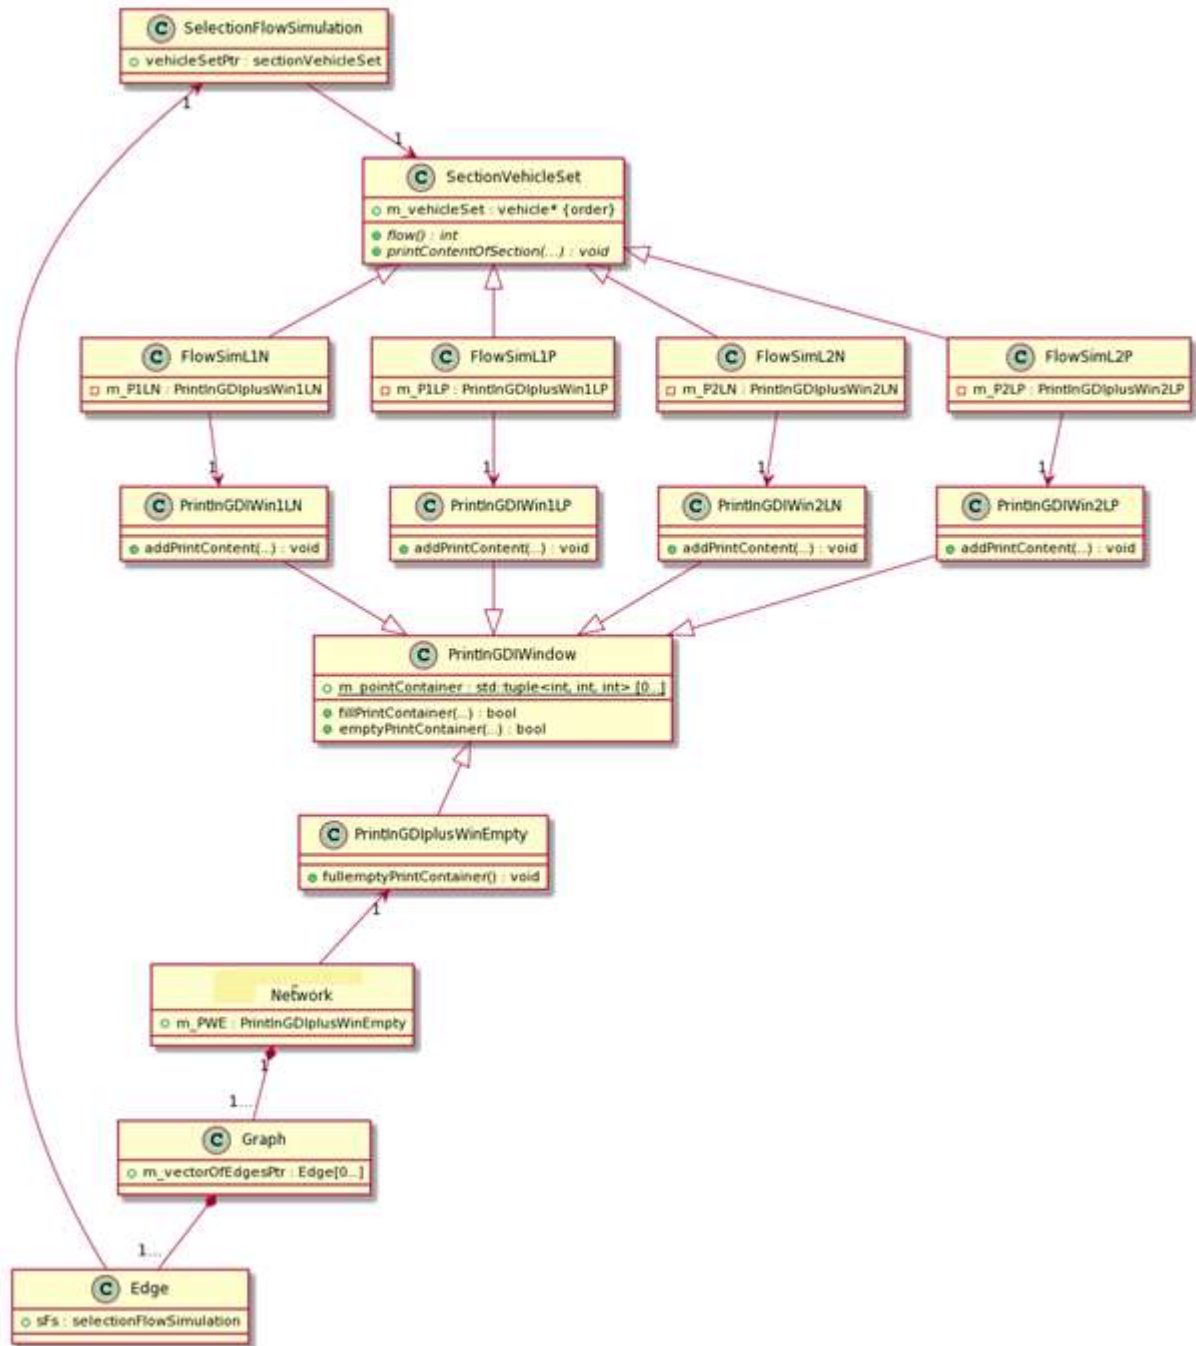 C SelectionFlowSimulation
vehicleSetPtr : sectionVehicleSet
1
1
C SectionVehicleSet
m_vehicleSet : vehicle* {order}
flow() : int
printContentOfSection(...) : void
C FlowSimL1N
m_P1LN : PrintInGDIplusWin1LN
C FlowSimL1P
m_P1LP : PrintInGDIplusWin1LP
C FlowSimL2N
m_P2LN : PrintInGDIplusWin2LN
C FlowSimL2P
m_P2LP : PrintInGDIplusWin2LP
1
1
1
1
C PrintInGDIWin1LN
addPrintContent(...) : void
C PrintInGDIWin1LP
addPrintContent(...) : void
C PrintInGDIWin2LN
addPrintContent(...) : void
C PrintInGDIWin2LP
addPrintContent(...) : void
C PrintInGDIWindow
m_pointContainer : std::tuple<int, int, int> [0...]
fillPrintContainer(...) : bool
emptyPrintContainer(...) : bool
C PrintInGDIplusWinEmpty
fullemptyPrintContainer() : void
1
Network
m_PWE : PrintInGDIplusWinEmpty
1
1...
C Graph
m_vectorOfEdgesPtr : Edge[0...]
1...
C Edge
sFs : selectionFlowSimulation